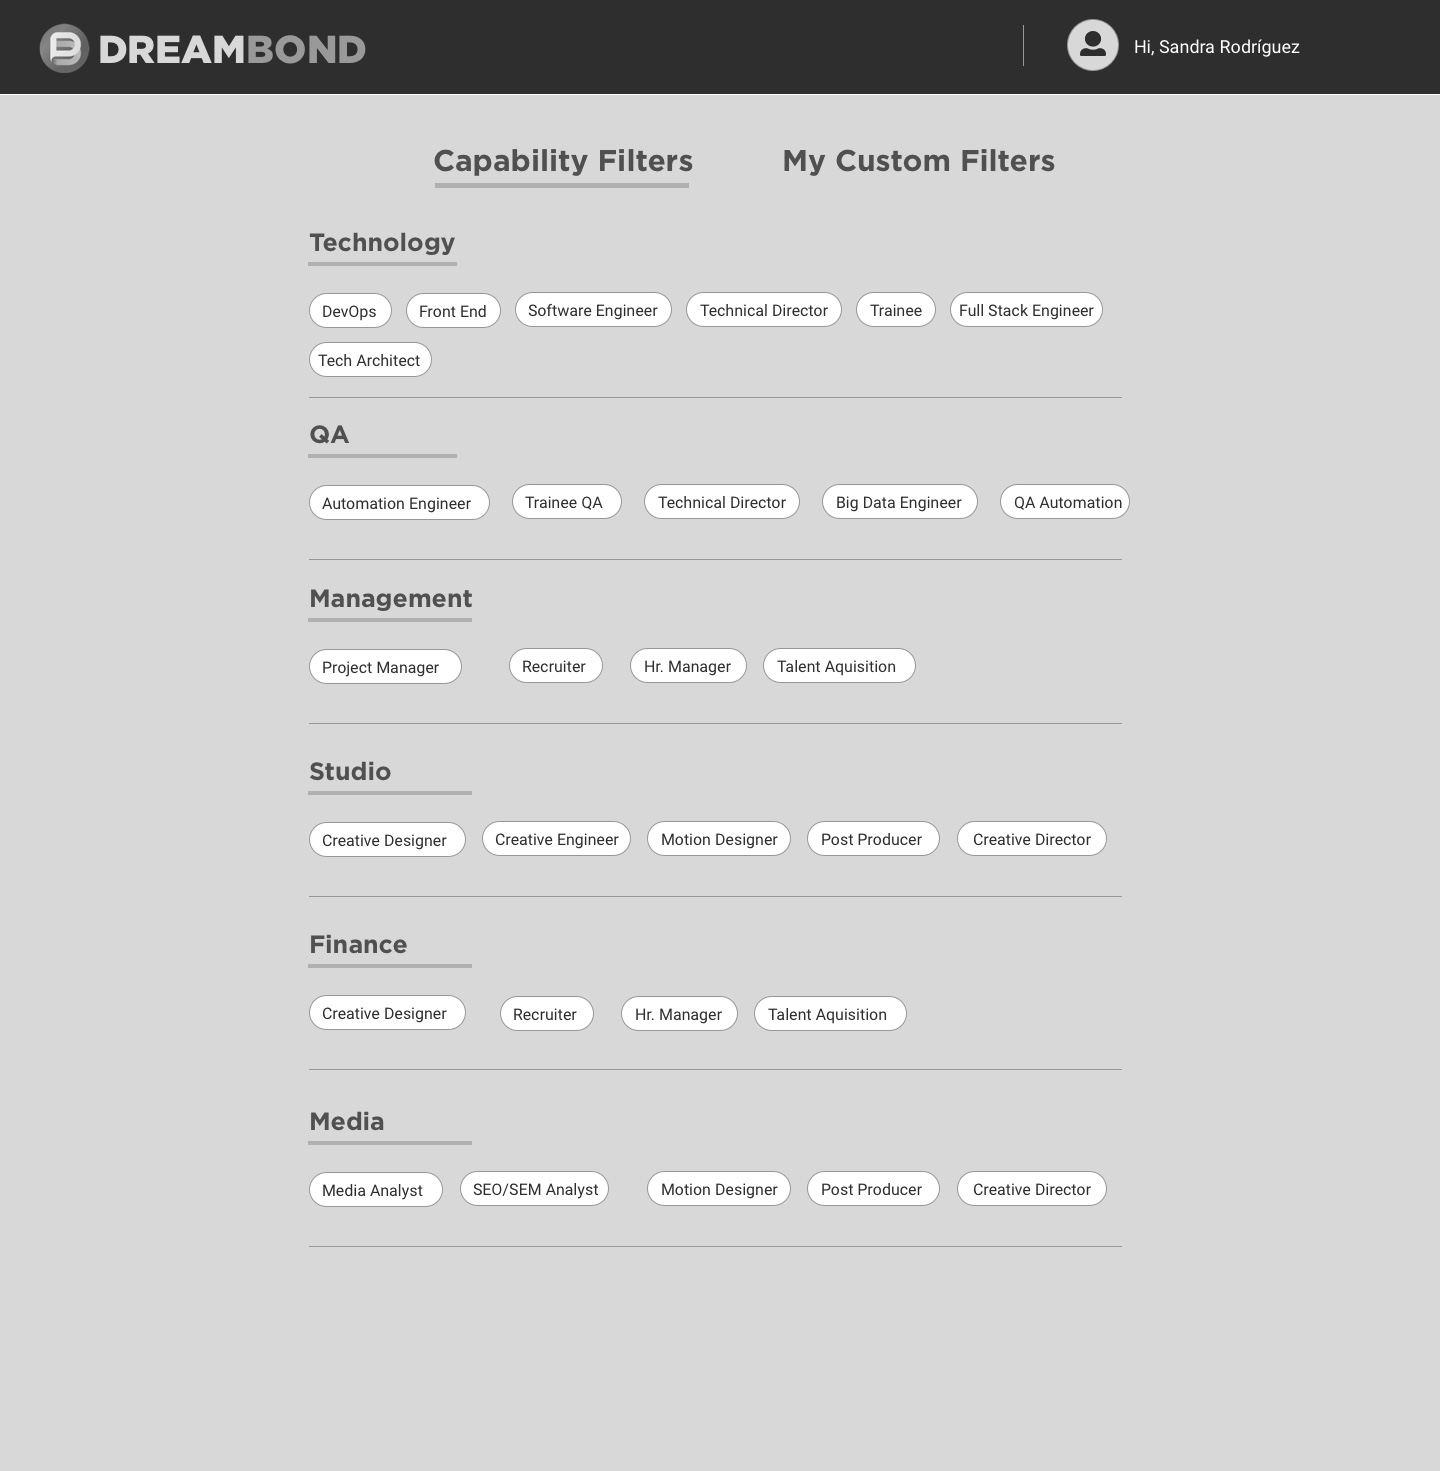 DREAMBOND
Hi, Sandra Rodríguez
Capability Filters My Custom Filters
Technology
DevOps Front End Software Engineer Technical Director Trainee Full Stack Engineer
Tech Architect
QA
Automation Engineer Trainee QA Technical Director Big Data Engineer QA Automation
Management
Project Manager Recruiter Hr. Manager Talent Aquisition
Studio
Creative Designer Creative Engineer Motion Designer Post Producer Creative Director
Finance
Creative Designer Recruiter Hr. Manager Talent Aquisition
Media
Media Analyst SEO/SEM Analyst Motion Designer Post Producer Creative Director